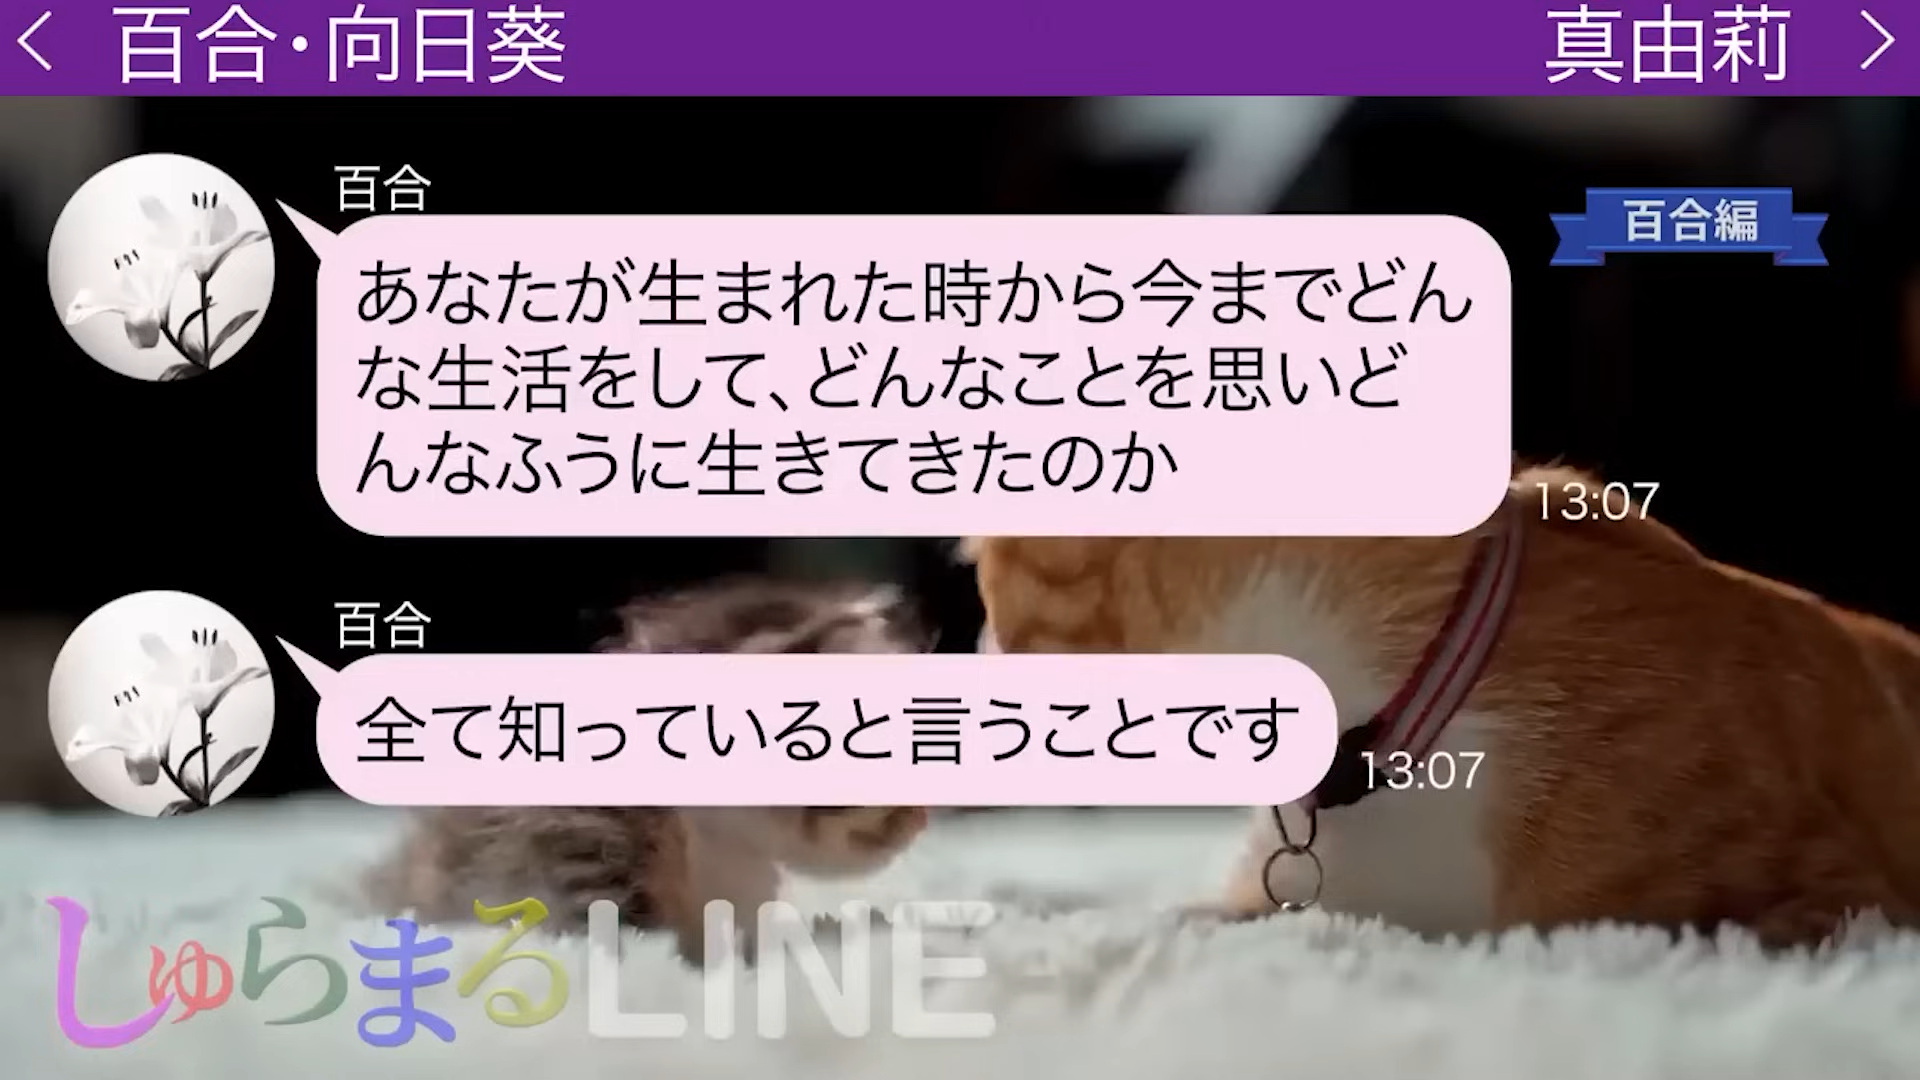 百合・向日葵
真由莉
百合
百合編
あなたが生まれた時から今までどん
な生活をして、どんなことを思いど
んなふうに生きてきたのか
13:07
百合
全て知っていると言うことです
13:07
しゅらまるLINE